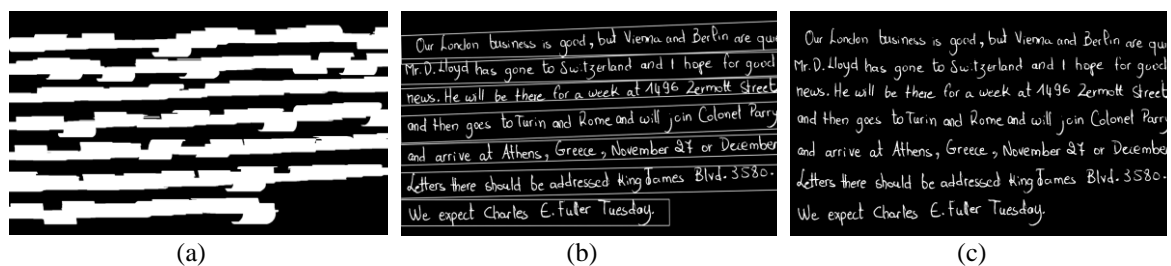 Our London business is good, but Vienna and Berlin are qui
Mr. D. Lloyd has gone to Switzerland and I hope for good
news. He will be there for a week at 1496 Zermott Street
and then goes to Turin and Rome and will join Colonel Parry
and arrive at Athens, Greece, November 27 or December
Letters there should be addressed King James Blvd. 3580.
We expect Charles E. Fuller Tuesday.
Our London business is good, but Vienna and Berlin are qu
Mr. D. Lloyd has gone to Switzerland and I hope for good
news. He will be there for a week at 1496 Zermott Street
and then goes to Turin and Rome and will join Colonel Parry
and arrive at Athens, Greece, November 27 or December
Letters there should be addressed King James Blvd. 3580.
We expect Charles E. Fuller Tuesday.
(a) (b) (c)